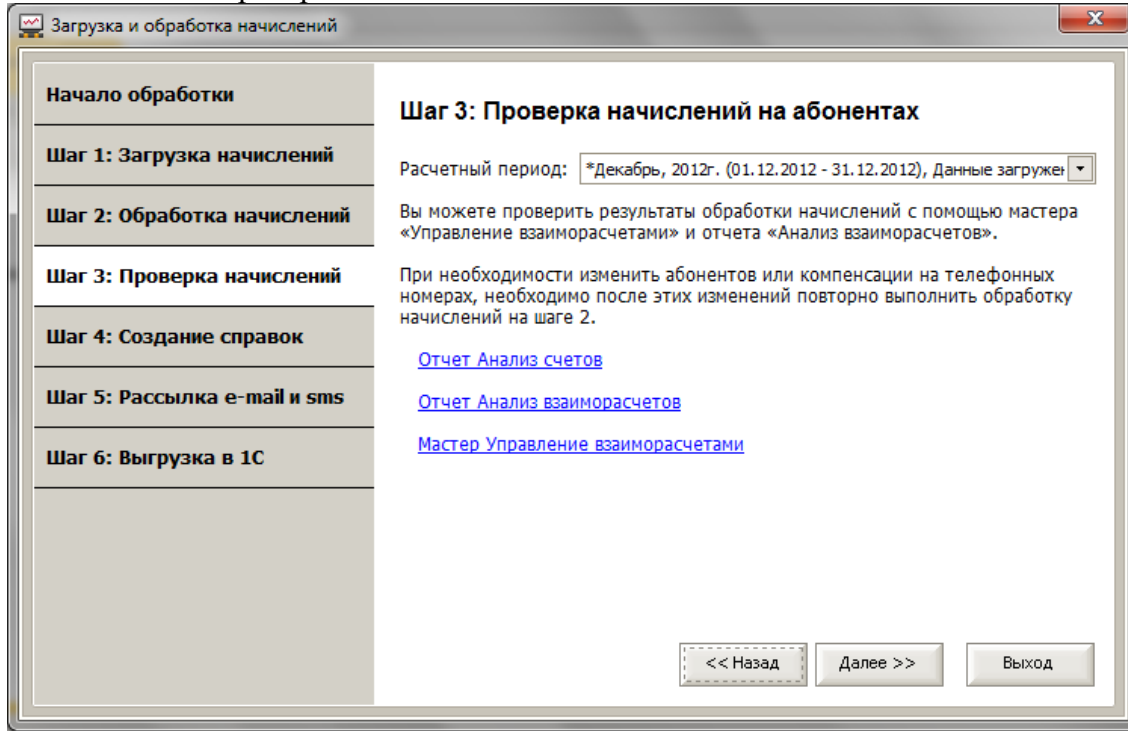 Загрузка и обработка начислений
Начало обработки
Шаг 1: Загрузка начислений
Шаг 2: Обработка начислений
Шаг 3: Проверка начислений
Шаг 4: Создание справок
Шаг 5: Рассылка e-mail и sms
Шаг 6: Выгрузка в 1С
Шаг 3: Проверка начислений на абонентах
Расчетный период: *Декабрь, 2012г. (01.12.2012 - 31.12.2012), Данные загружен
Вы можете проверить результаты обработки начислений с помощью мастера
«Управление взаиморасчетами» и отчета «Анализ взаиморасчетов».
При необходимости изменить абонентов или компенсации на телефонных
номерах, необходимо после этих изменений повторно выполнить обработку
начислений на шаге 2.
Отчет Анализ счетов
Отчет Анализ взаиморасчетов
Мастер Управление взаиморасчетами
<< Назад
Далее >>
Выход